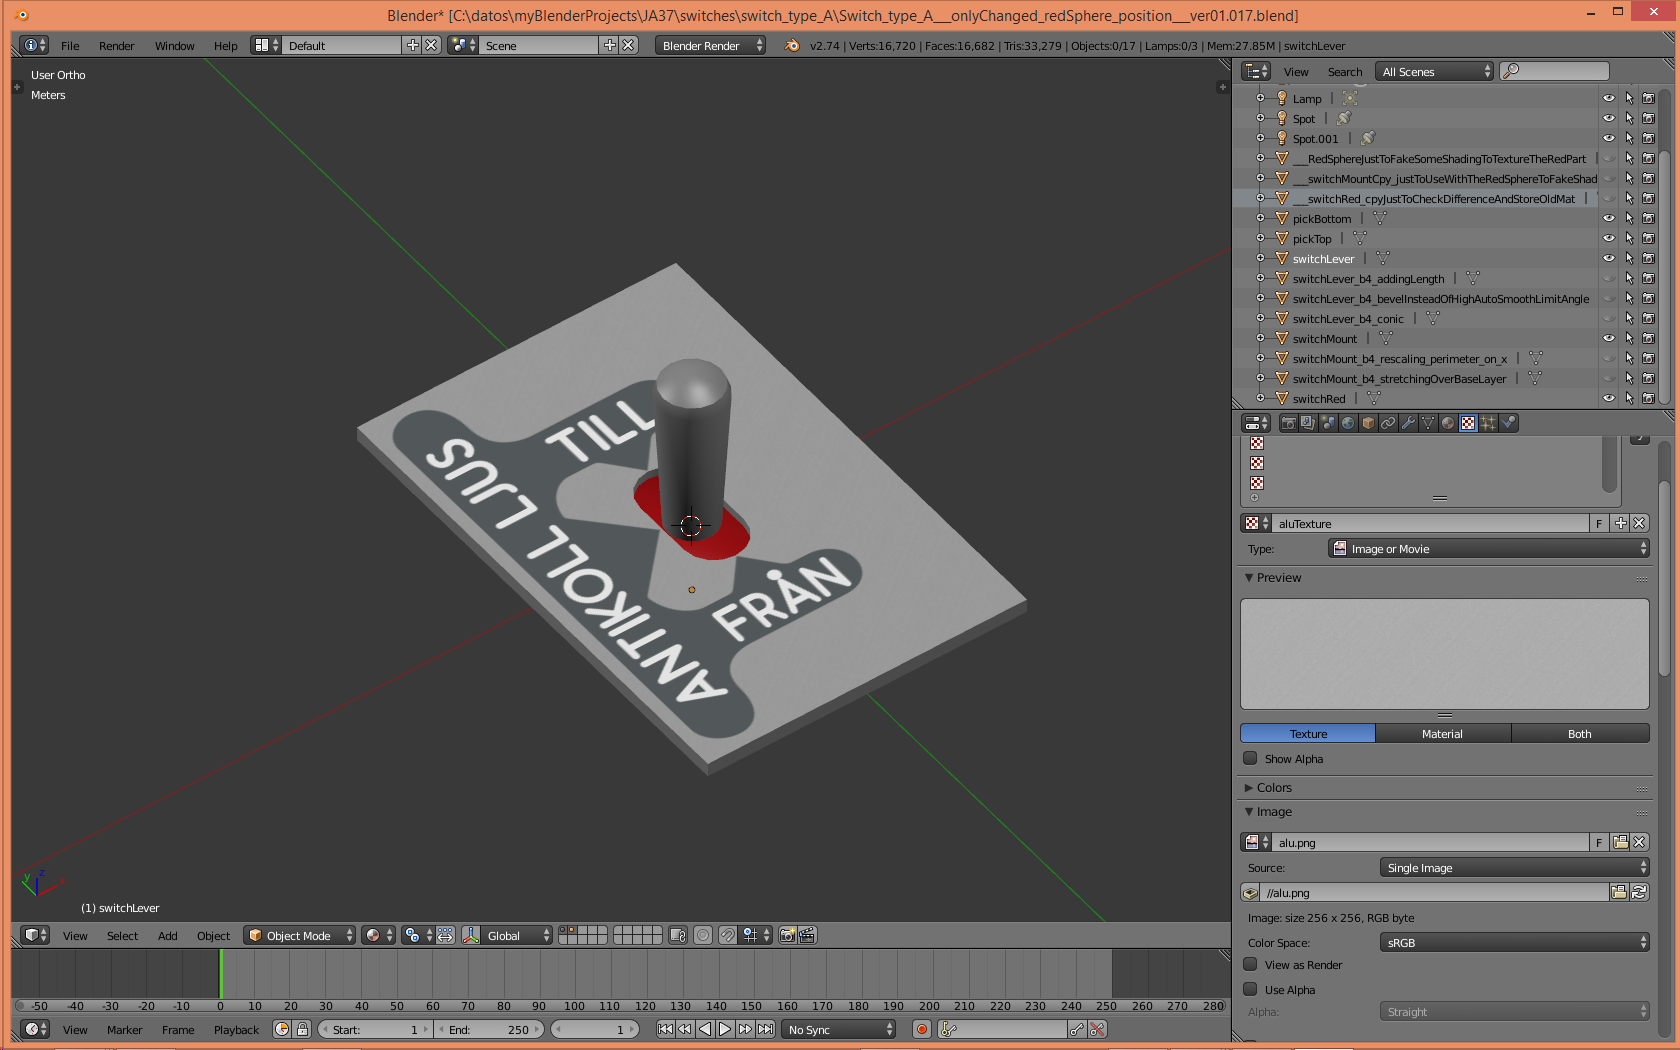 Blender* [C:\datos\myBlenderProjects\JA37\switches\switch_type_A\Switch_type_A___onlyChanged_redSphere_position___ver01.017.blend]
File Render Window Help Default Scene Blender Render v2.74 | Verts:16,720 | Faces:16,682 | Tris:33,279 | Objects:0/17 | Lamps:0/3 | Mem:27.85M | switchLever
User Ortho
Meters
TILL
ANTIKOLL LJUS
FRÅN
(1) switchLever
View Select Add Object Object Mode Global
-50 -40 -30 -20 -10 0 10 20 30 40 50 60 70 80 90 100 110 120 130 140 150 160 170 180 190 200 210 220 230 240 250 260 270 280
View Marker Frame Playback Start: 1 End: 250 1 No Sync
View Search All Scenes
Lamp
Spot
Spot.001
___RedSphereJustToFakeSomeShadingToTextureTheRedPart
___switchMountCpy_justToUseWithTheRedSphereToFakeShad
___switchRed_cpyJustToCheckDifferenceAndStoreOldMat
pickBottom
pickTop
switchLever
switchLever_b4_addingLength
switchLever_b4_bevelInsteadOfHighAutoSmoothLimitAngle
switchLever_b4_conic
switchMount
switchMount_b4_rescaling_perimeter_on_x
switchMount_b4_stretchingOverBaseLayer
switchRed
aluTexture F
Type: Image or Movie
Preview
Texture Material Both
Show Alpha
Colors
Image
alu.png F
Source: Single Image
//alu.png
Image: size 256 x 256, RGB byte
Color Space: sRGB
View as Render
Use Alpha
Alpha: Straight